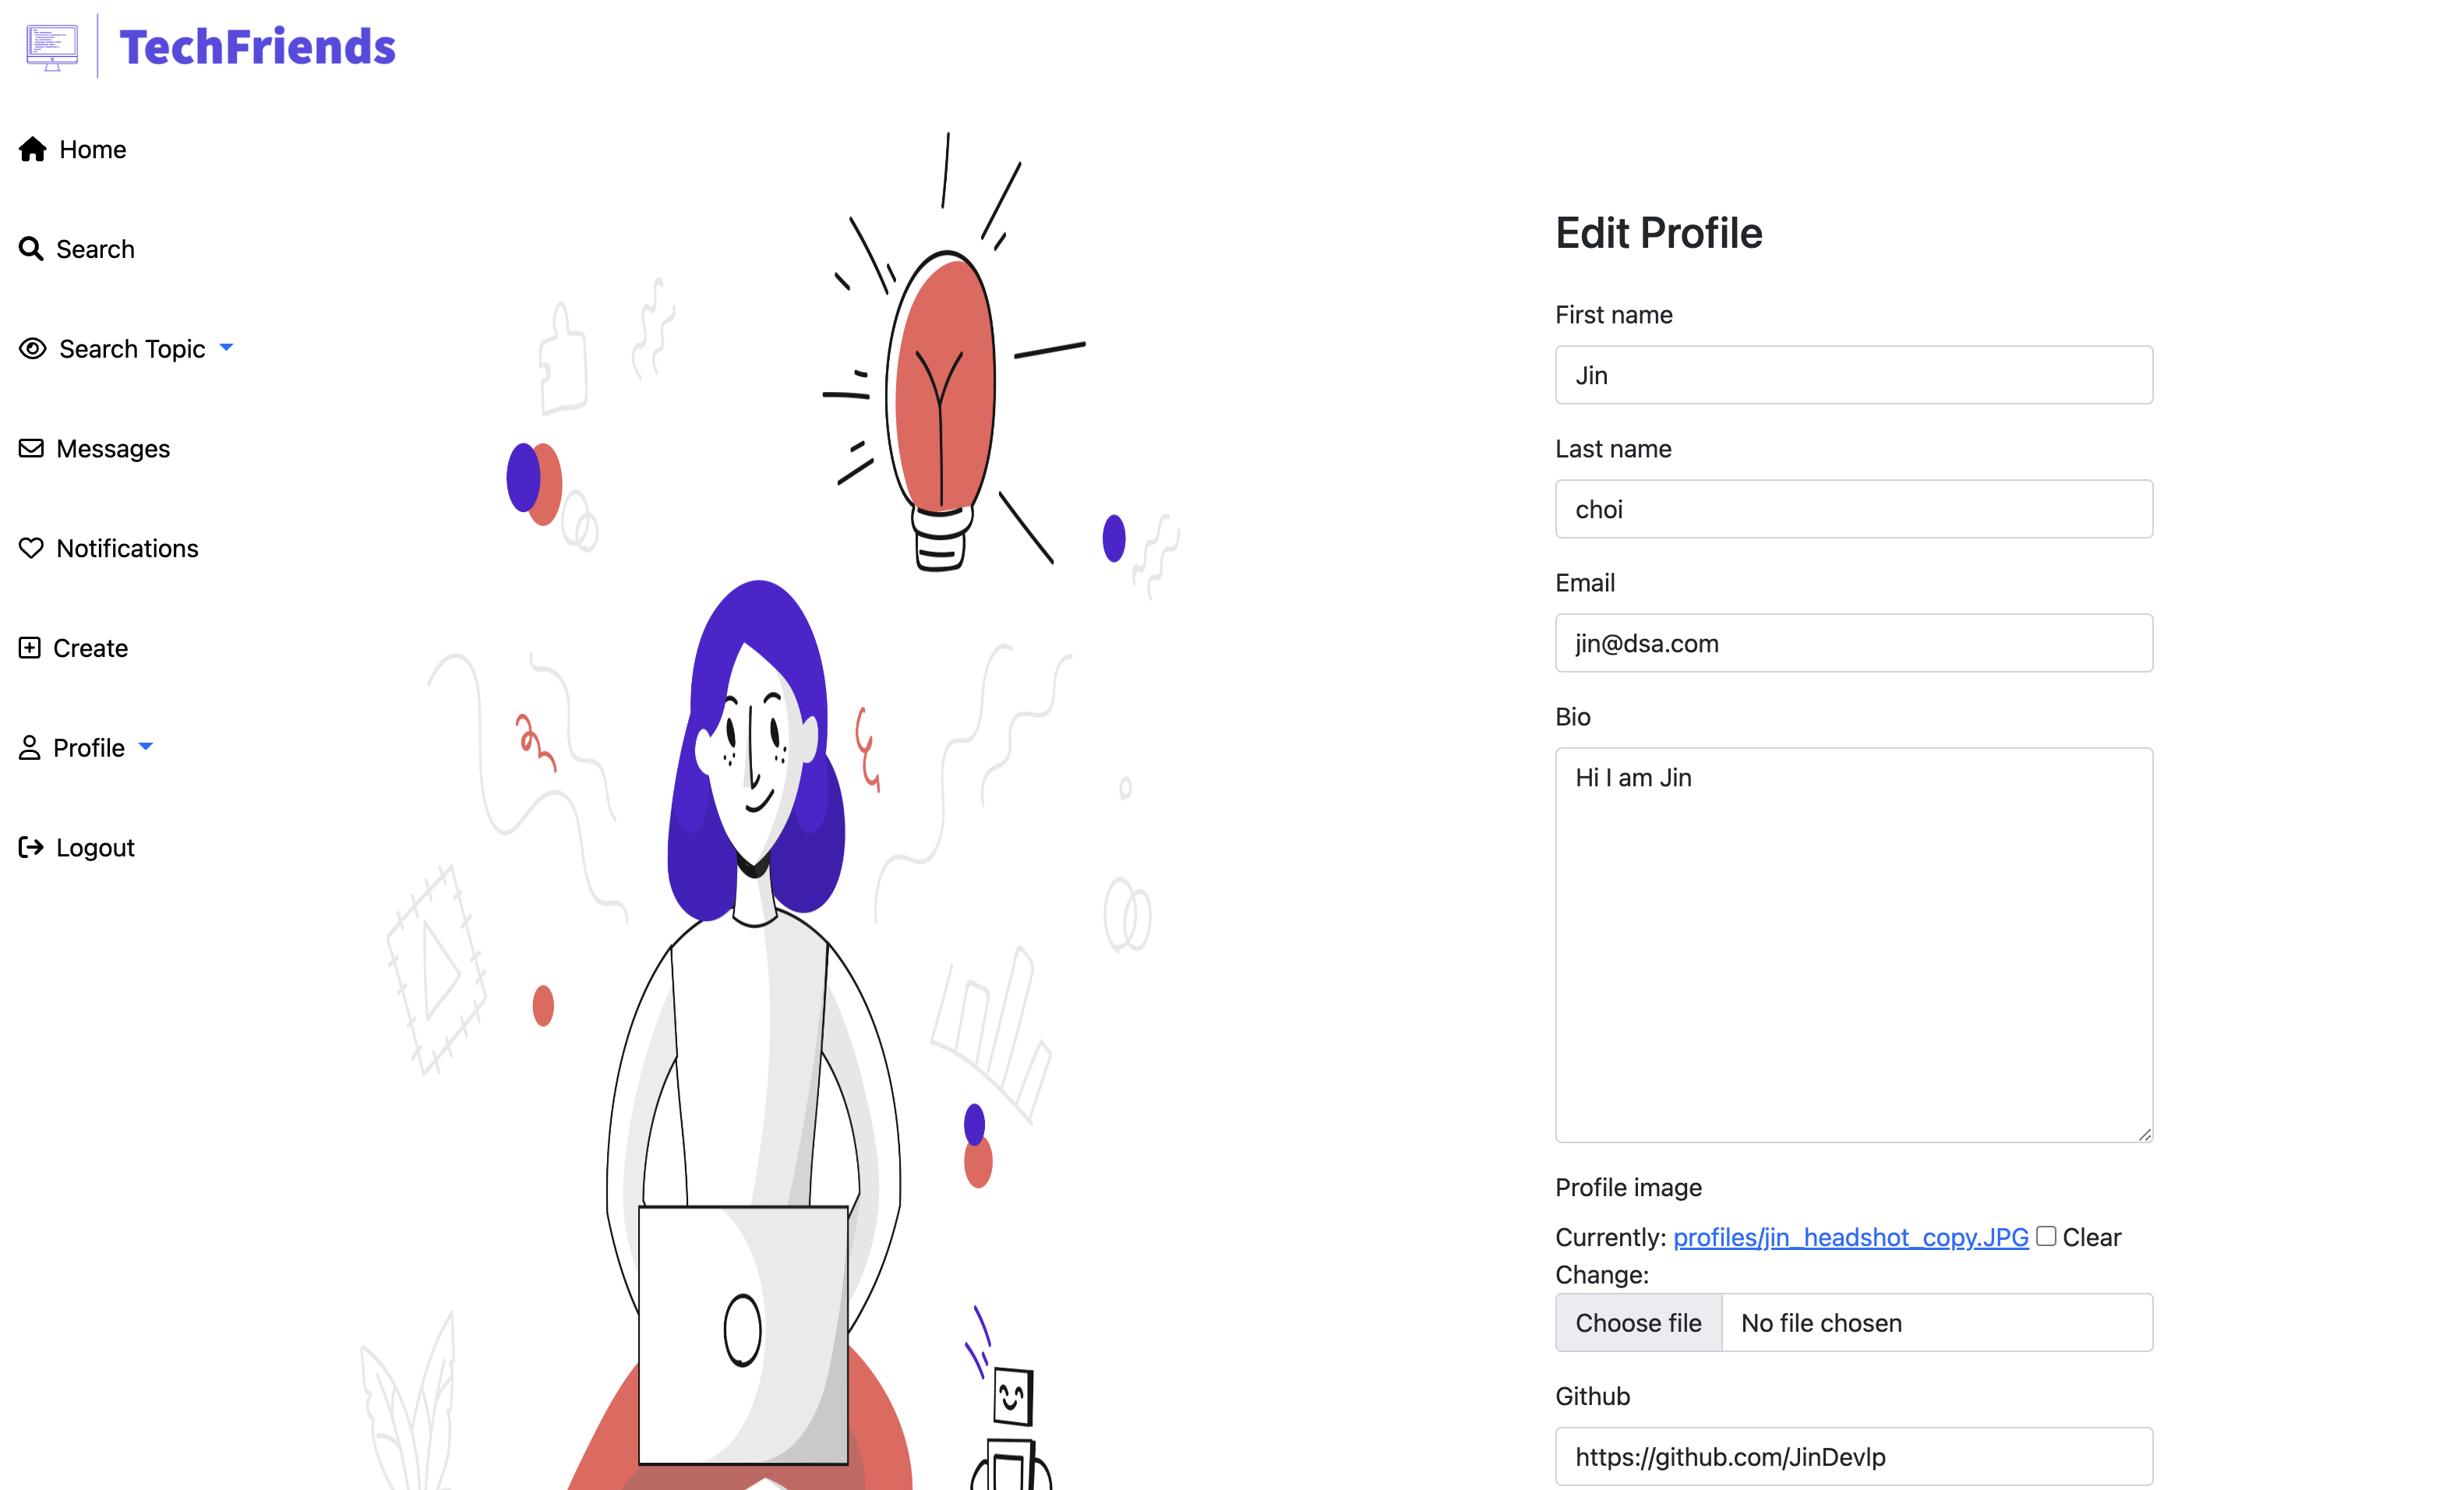 TechFriends
Home
Search
Search Topic
Messages
Notifications
Create
Profile
Logout
Edit Profile
First name
Jin
Last name
choi
Email
jin@dsa.com
Bio
Hi I am Jin
Profile image
Currently: profiles/jin_headshot_copy.JPG Clear
Change:
Choose file No file chosen
Github
https://github.com/JinDevlp